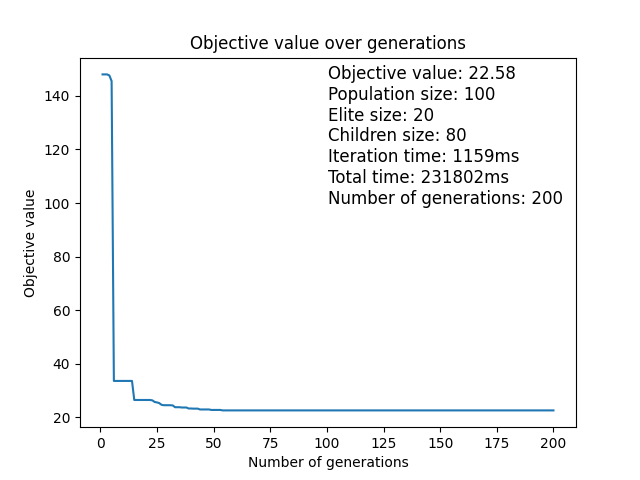 Objective value over generations
Objective value: 22.58
Population size: 100
Elite size: 20
Children size: 80
Iteration time: 1159ms
Total time: 231802ms
Number of generations: 200
Objective value
140
120
100
80
60
40
20
0 25 50 75 100 125 150 175 200
Number of generations